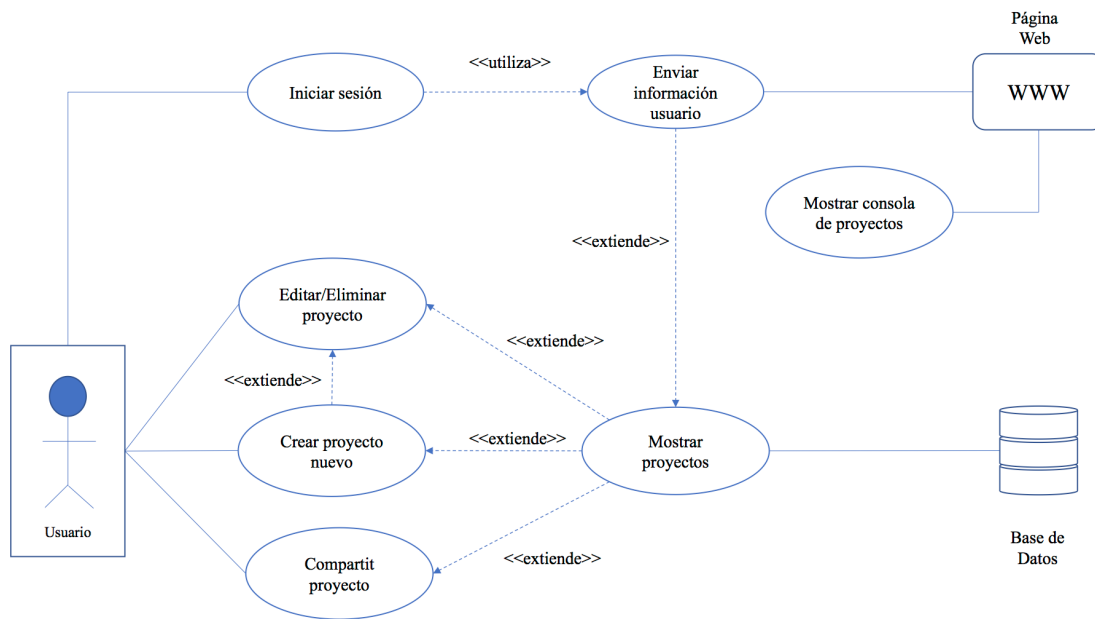 Página
Web
<<utiliza>>
Iniciar sesión
Enviar
información
usuario
WWW
Mostrar consola
de proyectos
<<extiende>>
Editar/Eliminar
proyecto
<<extiende>>
<<extiende>>
Crear proyecto
nuevo
<<extiende>>
Mostrar
proyectos
Usuario
Compartit
proyecto
<<extiende>>
Base de
Datos